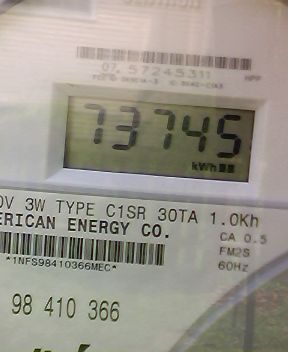 07. 57245311
73745
kWh
0V 3W TYPE C1SR 30TA 1.0Kh
ERICAN ENERGY CO.
CA 0.5
FM2S
*1NFS98410366MEC*
60Hz
98 410 366